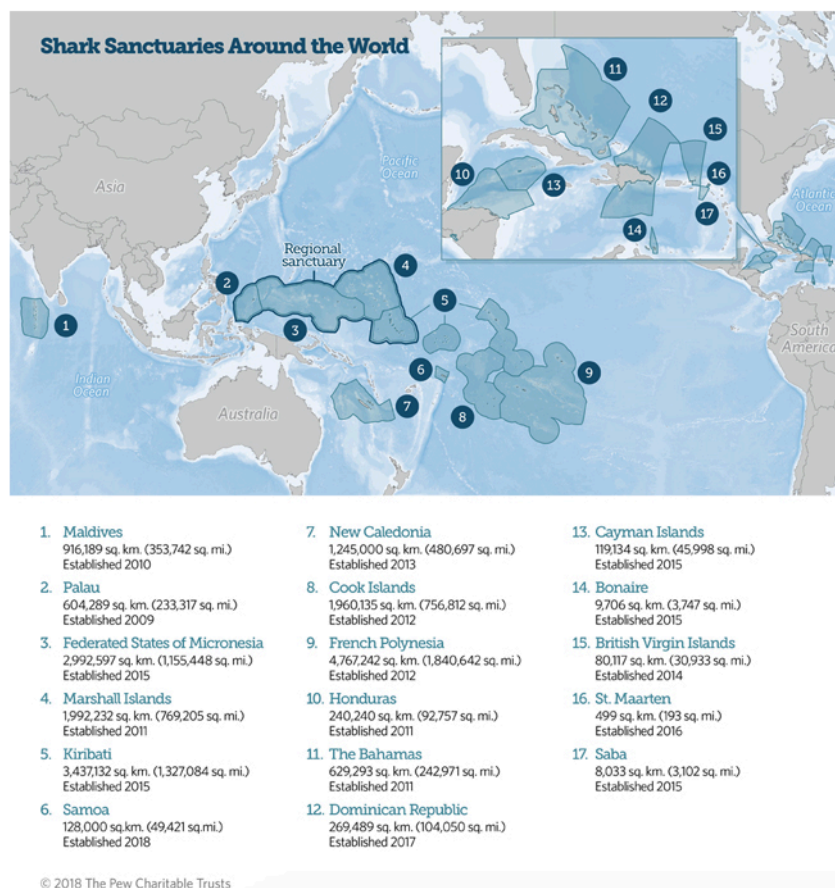 Shark Sanctuaries Around the World
11
12
15
Pacific
Ocean
10
Asia
13
16
Atlantic
Ocean
17
14
Regional
sanctuary
2
4
5
1
3
South
America
6
9
Indian
Ocean
Australia
7
8
1. Maldives
916,189 sq. km. (353,742 sq. mi.)
Established 2010
2. Palau
604,289 sq. km. (233,317 sq. mi.)
Established 2009
3. Federated States of Micronesia
2,992,597 sq. km. (1,155,448 sq. mi.)
Established 2015
4. Marshall Islands
1,992,232 sq. km. (769,205 sq. mi.)
Established 2011
5. Kiribati
3,437,132 sq. km. (1,327,084 sq. mi.)
Established 2015
6. Samoa
128,000 sq.km. (49,421 sq.mi.)
Established 2018
7. New Caledonia
1,245,000 sq. km. (480,697 sq. mi.)
Established 2013
8. Cook Islands
1,960,135 sq. km. (756,812 sq. mi.)
Established 2012
9. French Polynesia
4,767,242 sq. km. (1,840,642 sq. mi.)
Established 2012
10. Honduras
240,240 sq. km. (92,757 sq. mi.)
Established 2011
11. The Bahamas
629,293 sq. km. (242,971 sq. mi.)
Established 2011
12. Dominican Republic
269,489 sq. km. (104,050 sq. mi.)
Established 2017
13. Cayman Islands
119,134 sq. km. (45,998 sq. mi.)
Established 2015
14. Bonaire
9,706 sq. km. (3,747 sq. mi.)
Established 2015
15. British Virgin Islands
80,117 sq. km. (30,933 sq. mi.)
Established 2014
16. St. Maarten
499 sq. km. (193 sq. mi.)
Established 2016
17. Saba
8,033 sq. km. (3,102 sq. mi.)
Established 2015
© 2018 The Pew Charitable Trusts